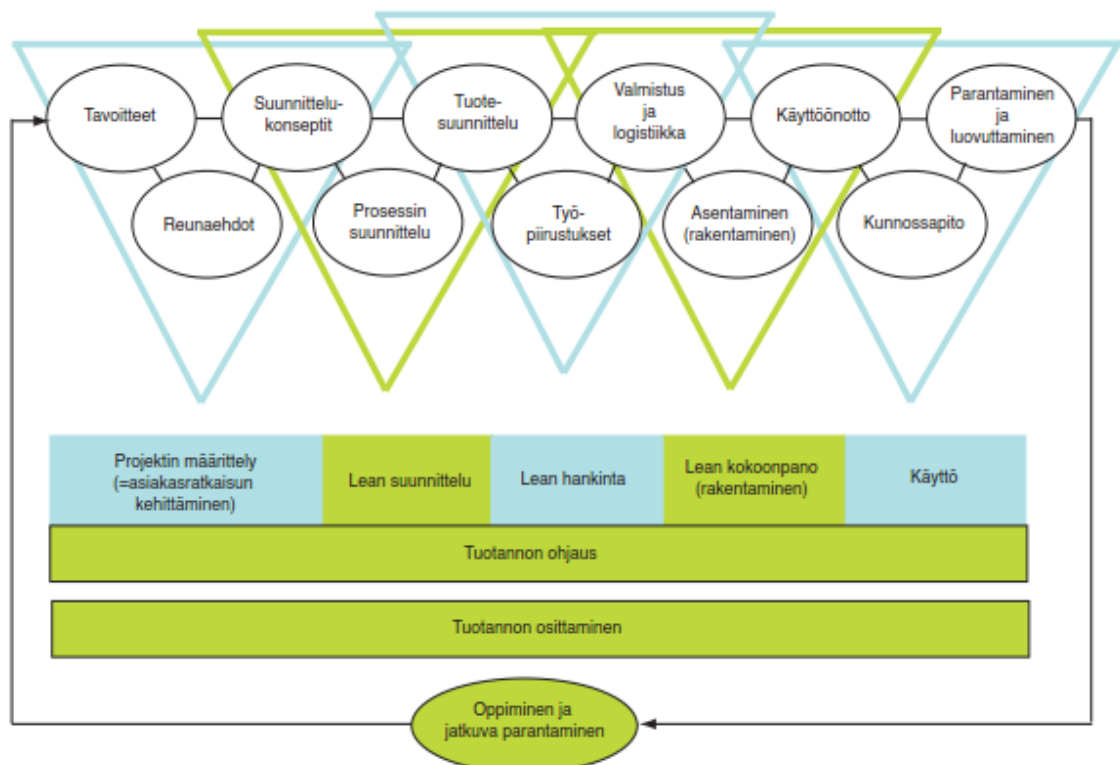 Tavoitteet
Suunnittelu-
konseptit
Tuote-
suunnittelu
Valmistus
ja
logistiikka
Käyttöönotto
Parantaminen
ja
luovuttaminen
Reunaehdot
Prosessin
suunnittelu
Työ-
piirustukset
Asentaminen
(rakentaminen)
Kunnossapito
Projektin määrittely
(=asiakasratkaisun
kehittäminen)
Lean suunnittelu
Lean hankinta
Lean kokoonpano
(rakentaminen)
Käyttö
Tuotannon ohjaus
Tuotannon osittaminen
Oppiminen ja
jatkuva parantaminen